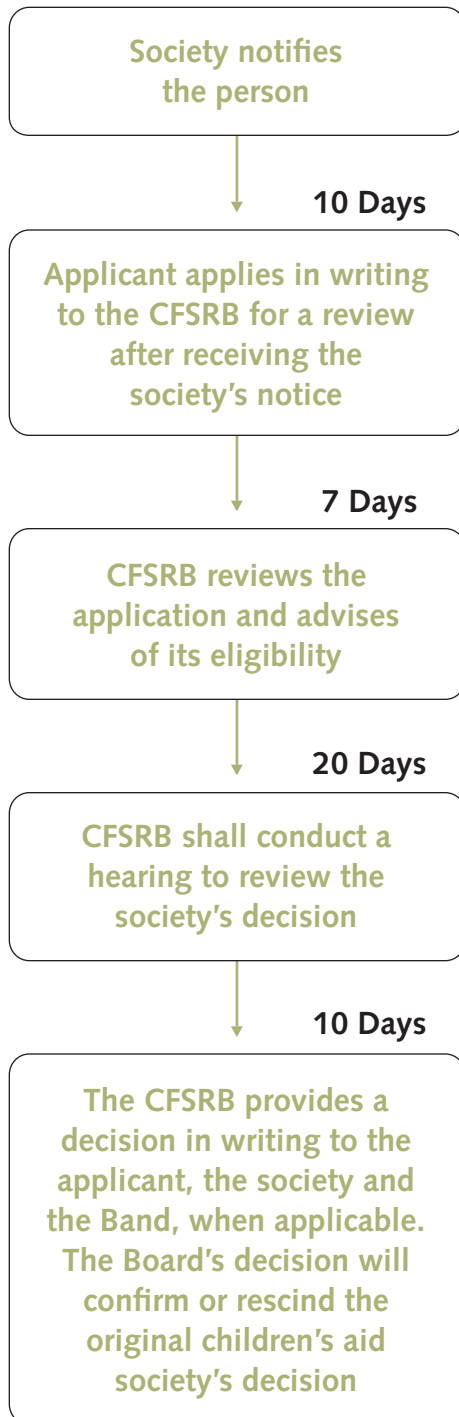 Society notifies
the person
10 Days
Applicant applies in writing
to the CFSRB for a review
after receiving the
society’s notice
7 Days
CFSRB reviews the
application and advises
of its eligibility
20 Days
CFSRB shall conduct a
hearing to review the
society’s decision
10 Days
The CFSRB provides a
decision in writing to the
applicant, the society and
the Band, when applicable.
The Board’s decision will
confirm or rescind the
original children’s aid
society’s decision